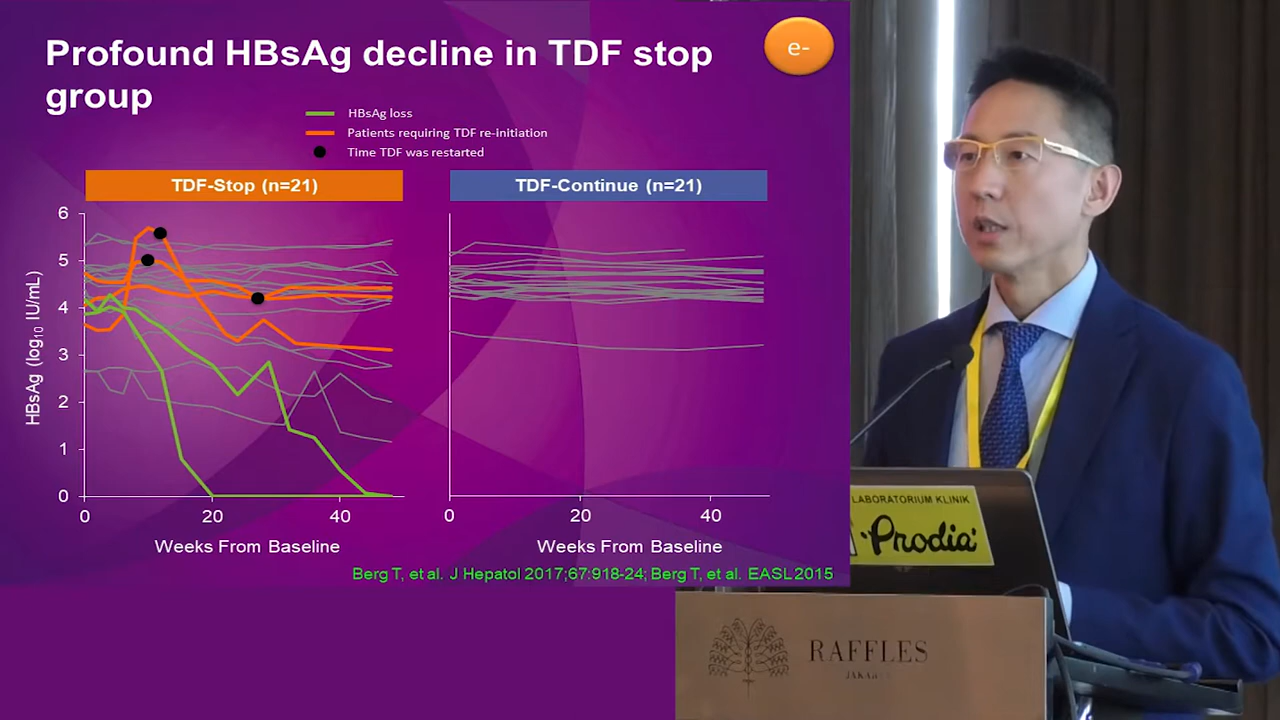 Profound HBsAg decline in TDF stop
group
e-
HBsAg loss
Patients requiring TDF re-initiation
Time TDF was restarted
TDF-Stop (n=21)
TDF-Continue (n=21)
HBsAg (log10 IU/mL)
6
5
4
3
2
1
0
0
20
40
0
20
40
Weeks From Baseline
Weeks From Baseline
Berg T, et al. J Hepatol 2017;67:918-24; Berg T, et al. EASL 2015
LABORATORIUM KLINIK
Prodia
RAFFLES